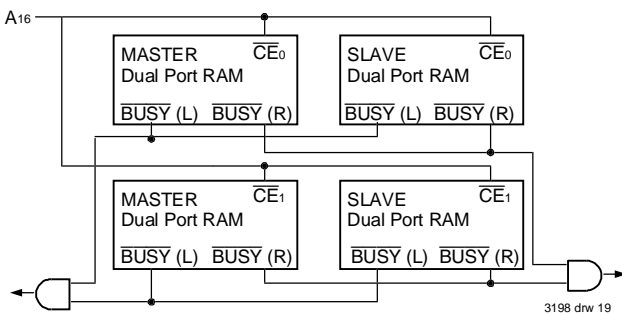 A16
MASTER
Dual Port RAM
CE0
BUSY (L) BUSY (R)
SLAVE
Dual Port RAM
CE0
BUSY (L) BUSY (R)
MASTER
Dual Port RAM
CE1
BUSY (L) BUSY (R)
SLAVE
Dual Port RAM
CE1
BUSY (L) BUSY (R)
3198 drw 19